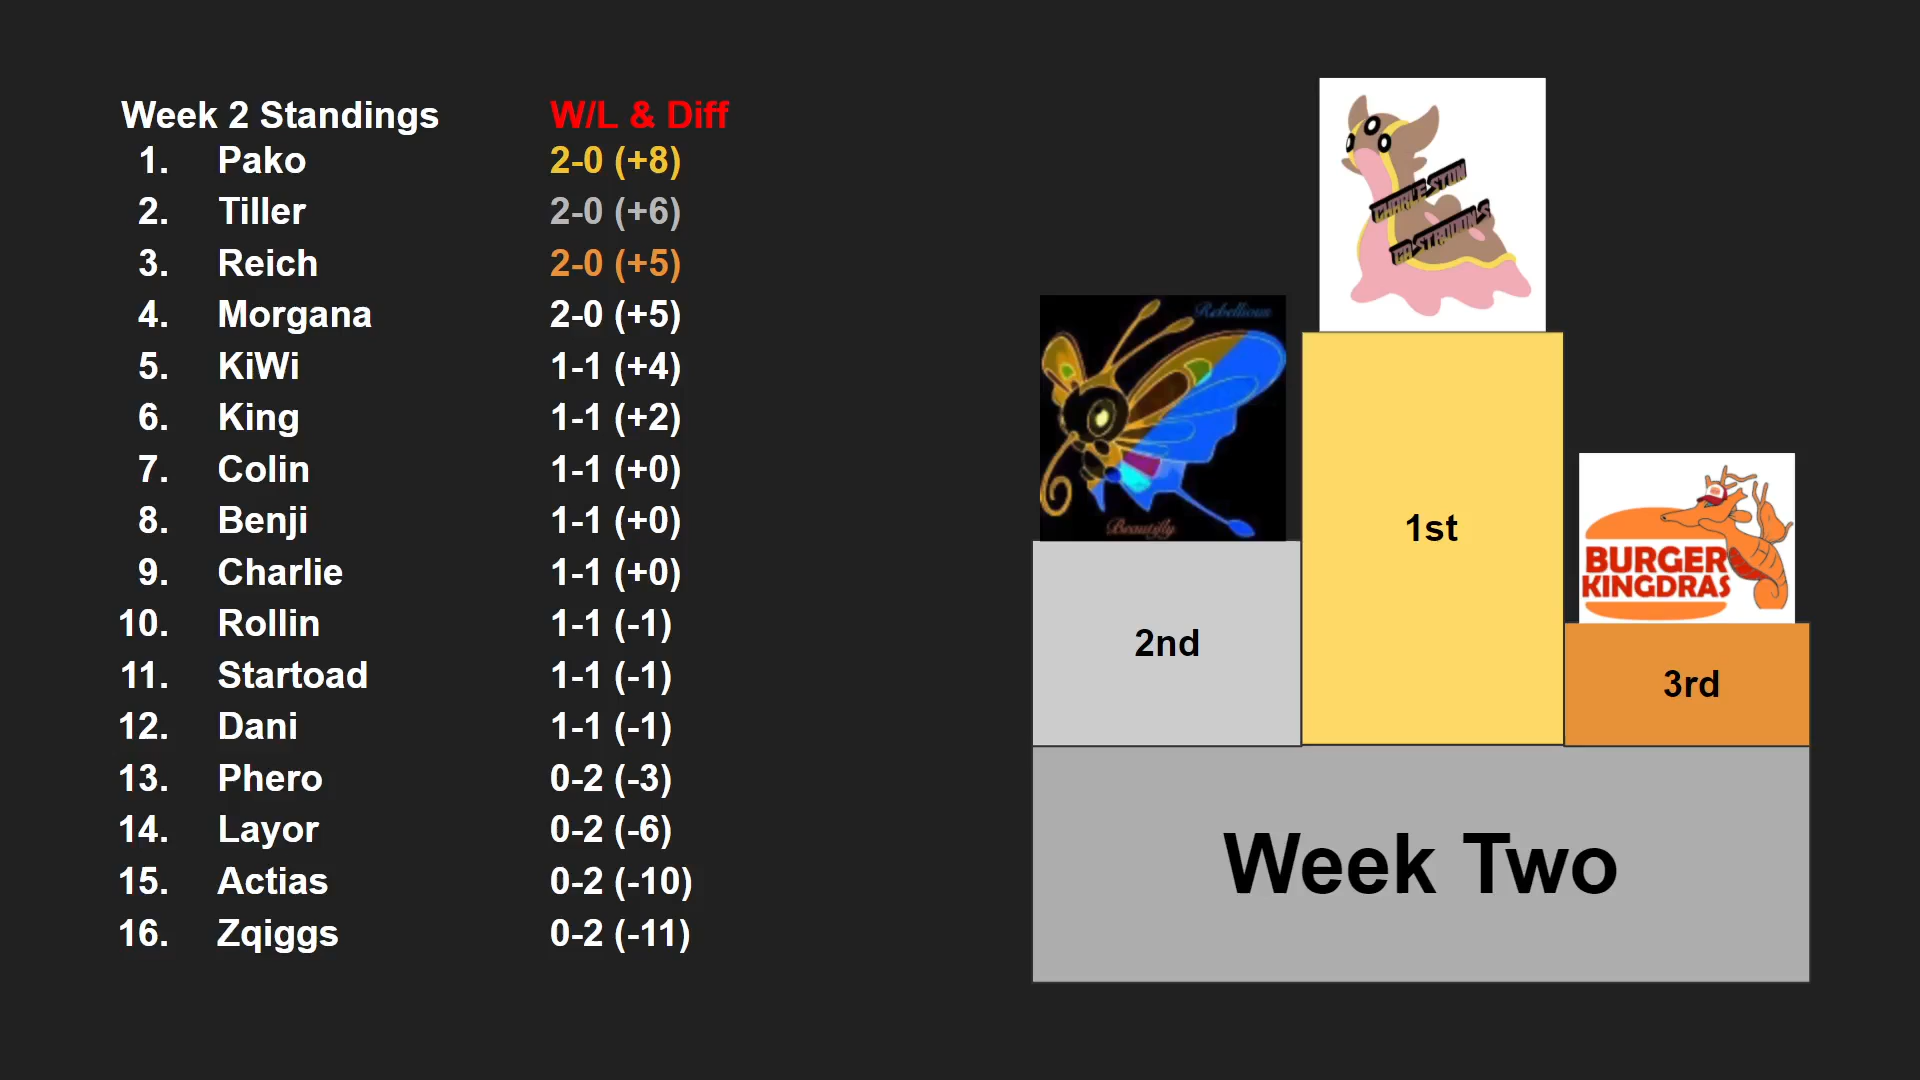 Week 2 Standings W/L & Diff
1. Pako 2-0 (+8)
2. Tiller 2-0 (+6)
3. Reich 2-0 (+5)
4. Morgana 2-0 (+5)
5. KiWi 1-1 (+4)
6. King 1-1 (+2)
7. Colin 1-1 (+0)
8. Benji 1-1 (+0)
9. Charlie 1-1 (+0)
10. Rollin 1-1 (-1)
11. Startoad 1-1 (-1)
12. Dani 1-1 (-1)
13. Phero 0-2 (-3)
14. Layor 0-2 (-6)
15. Actias 0-2 (-10)
16. Zqiggs 0-2 (-11)
Rebellious
Beautifly
1st
BURGER
KINGDRAS
2nd
3rd
Week Two